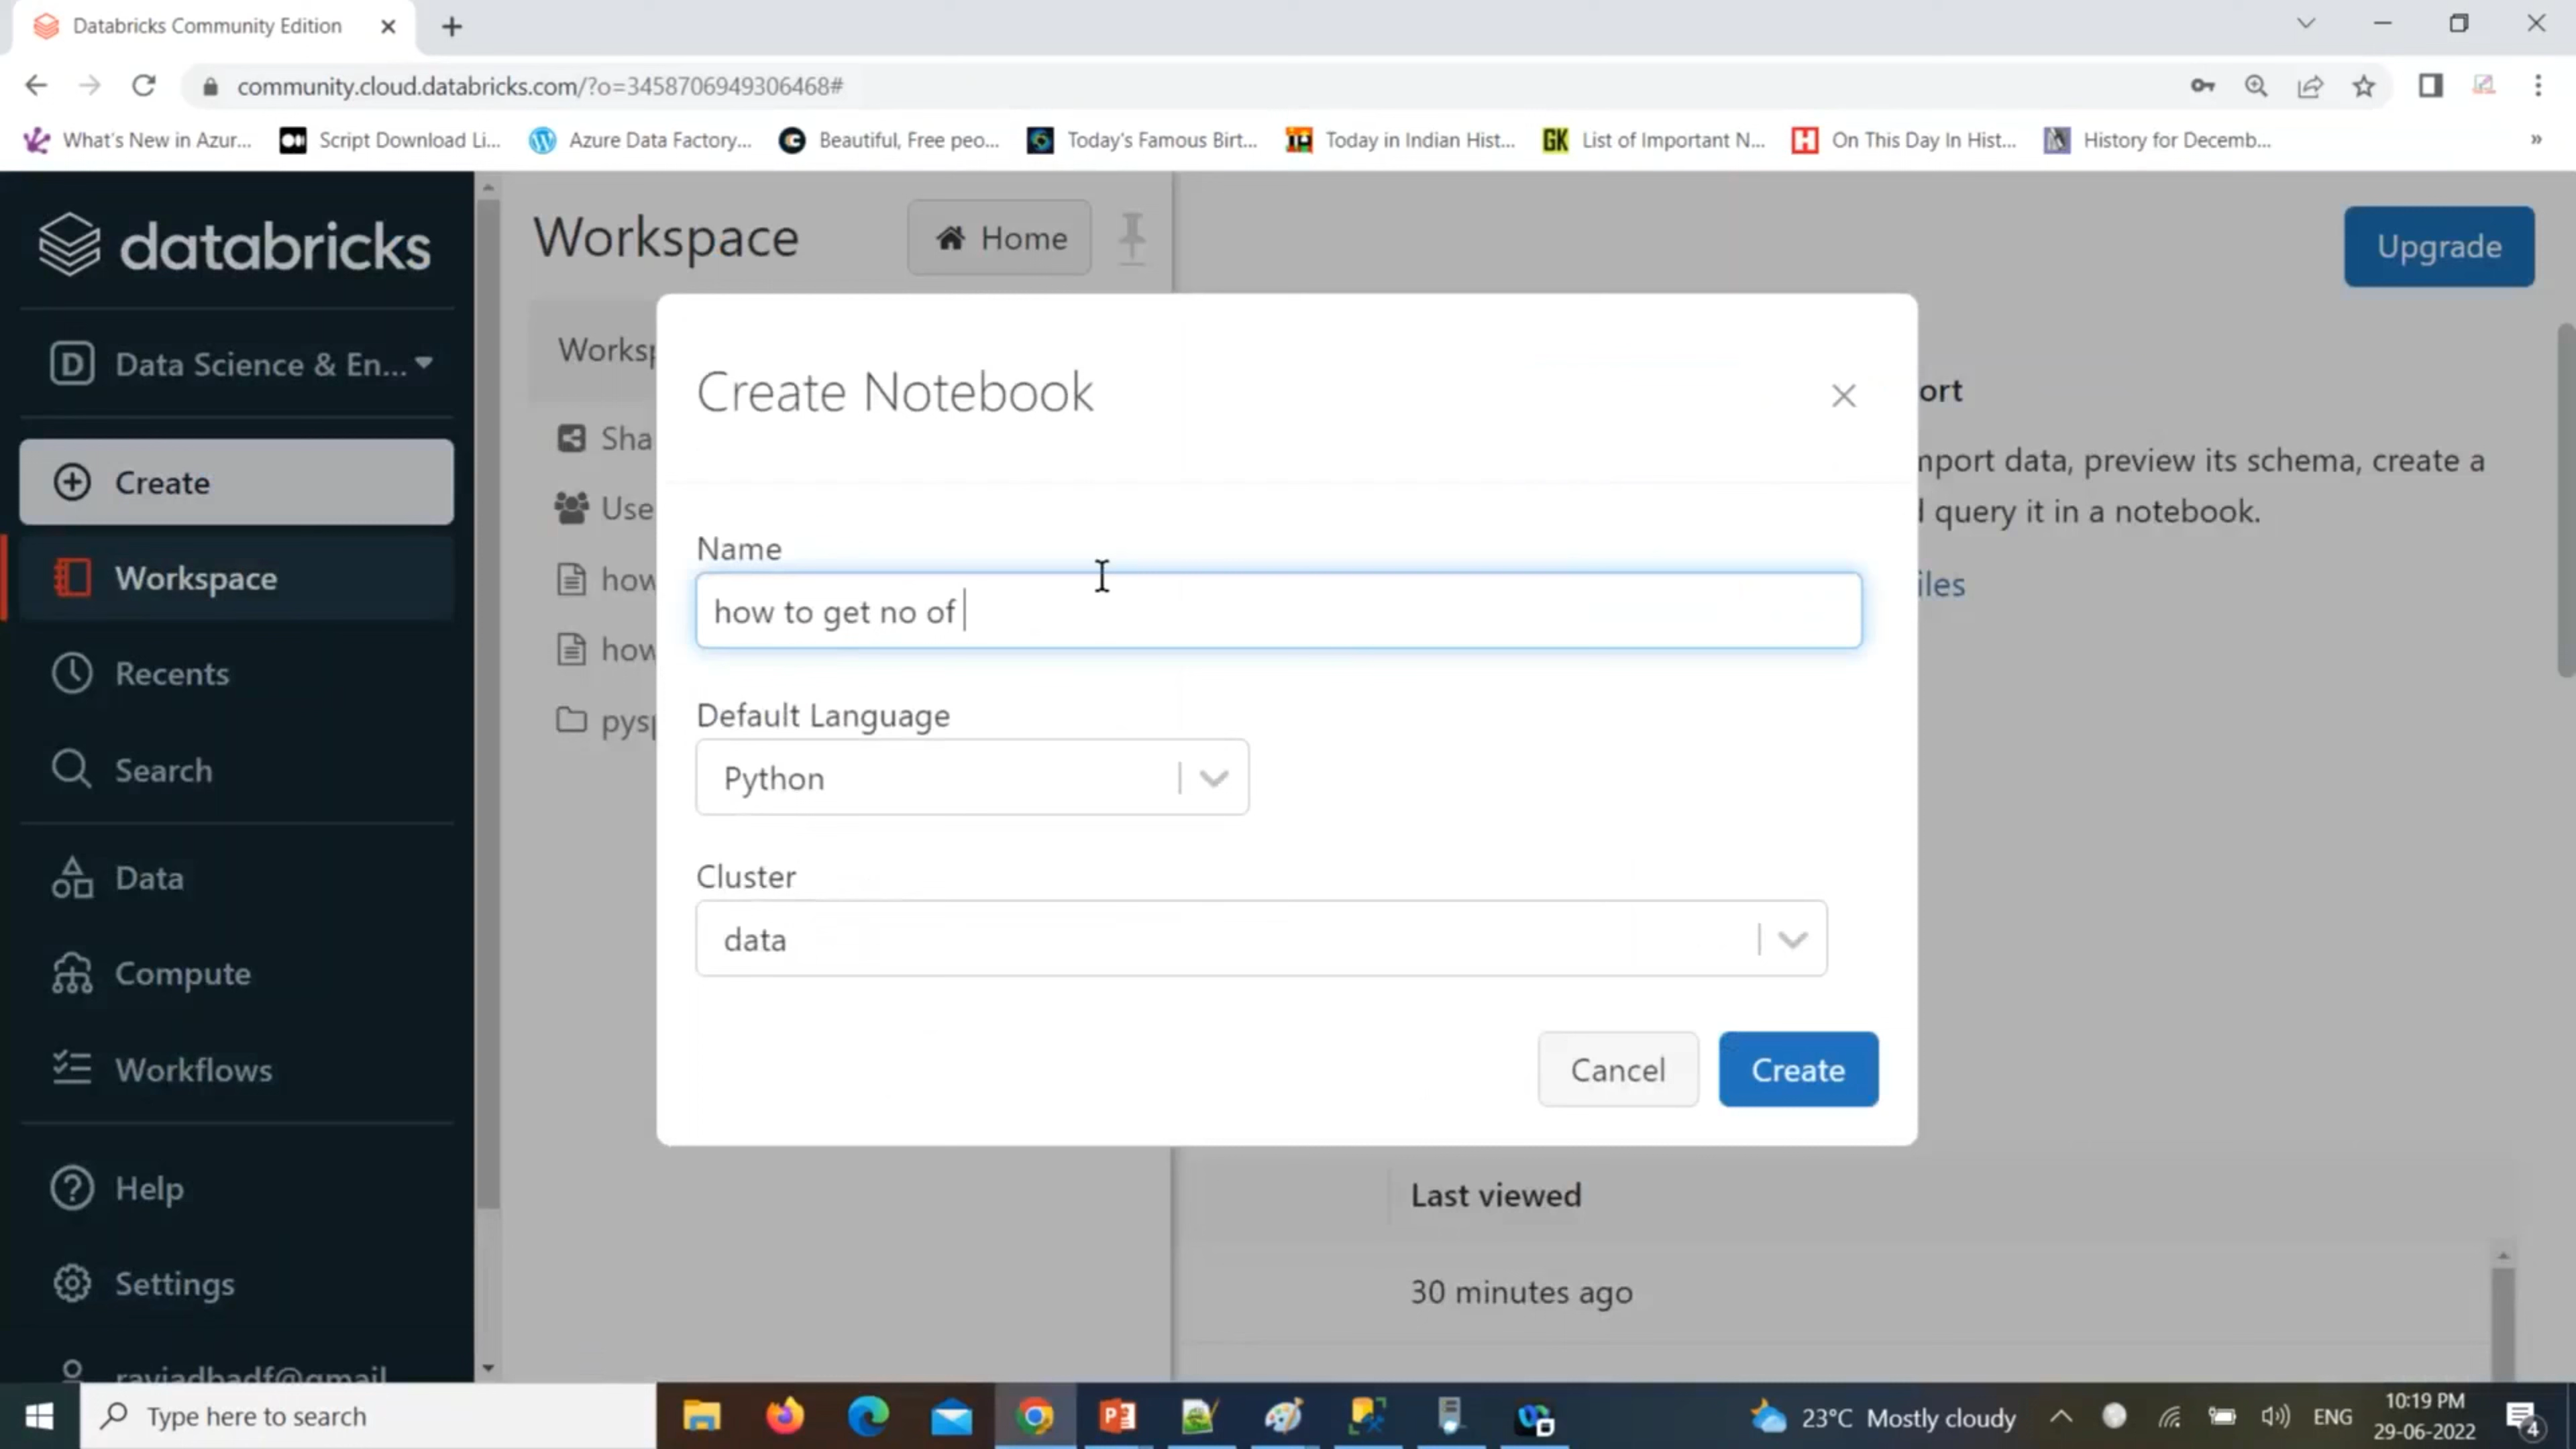 Databricks Community Edition
community.cloud.databricks.com/?o=3458706949306468#
What's New in Azur...
Script Download Li...
Azure Data Factory...
Beautiful, Free peo...
Today's Famous Birt...
Today in Indian Hist...
GK List of Important N...
H On This Day In Hist...
History for Decemb...
»
databricks
Workspace
Home
Upgrade
D Data Science & En...
Worksp
Create Notebook
ort
Sha
mport data, preview its schema, create a
Create
Use
query it in a notebook.
Name
Workspace
how
how to get no of
iles
how
Recents
Default Language
pysp
Search
Python
Data
Cluster
data
Compute
Workflows
Cancel
Create
Help
Last viewed
Settings
30 minutes ago
raviadbadf@gmail
Type here to search
23°C Mostly cloudy
ENG
10:19 PM
29-06-2022
4